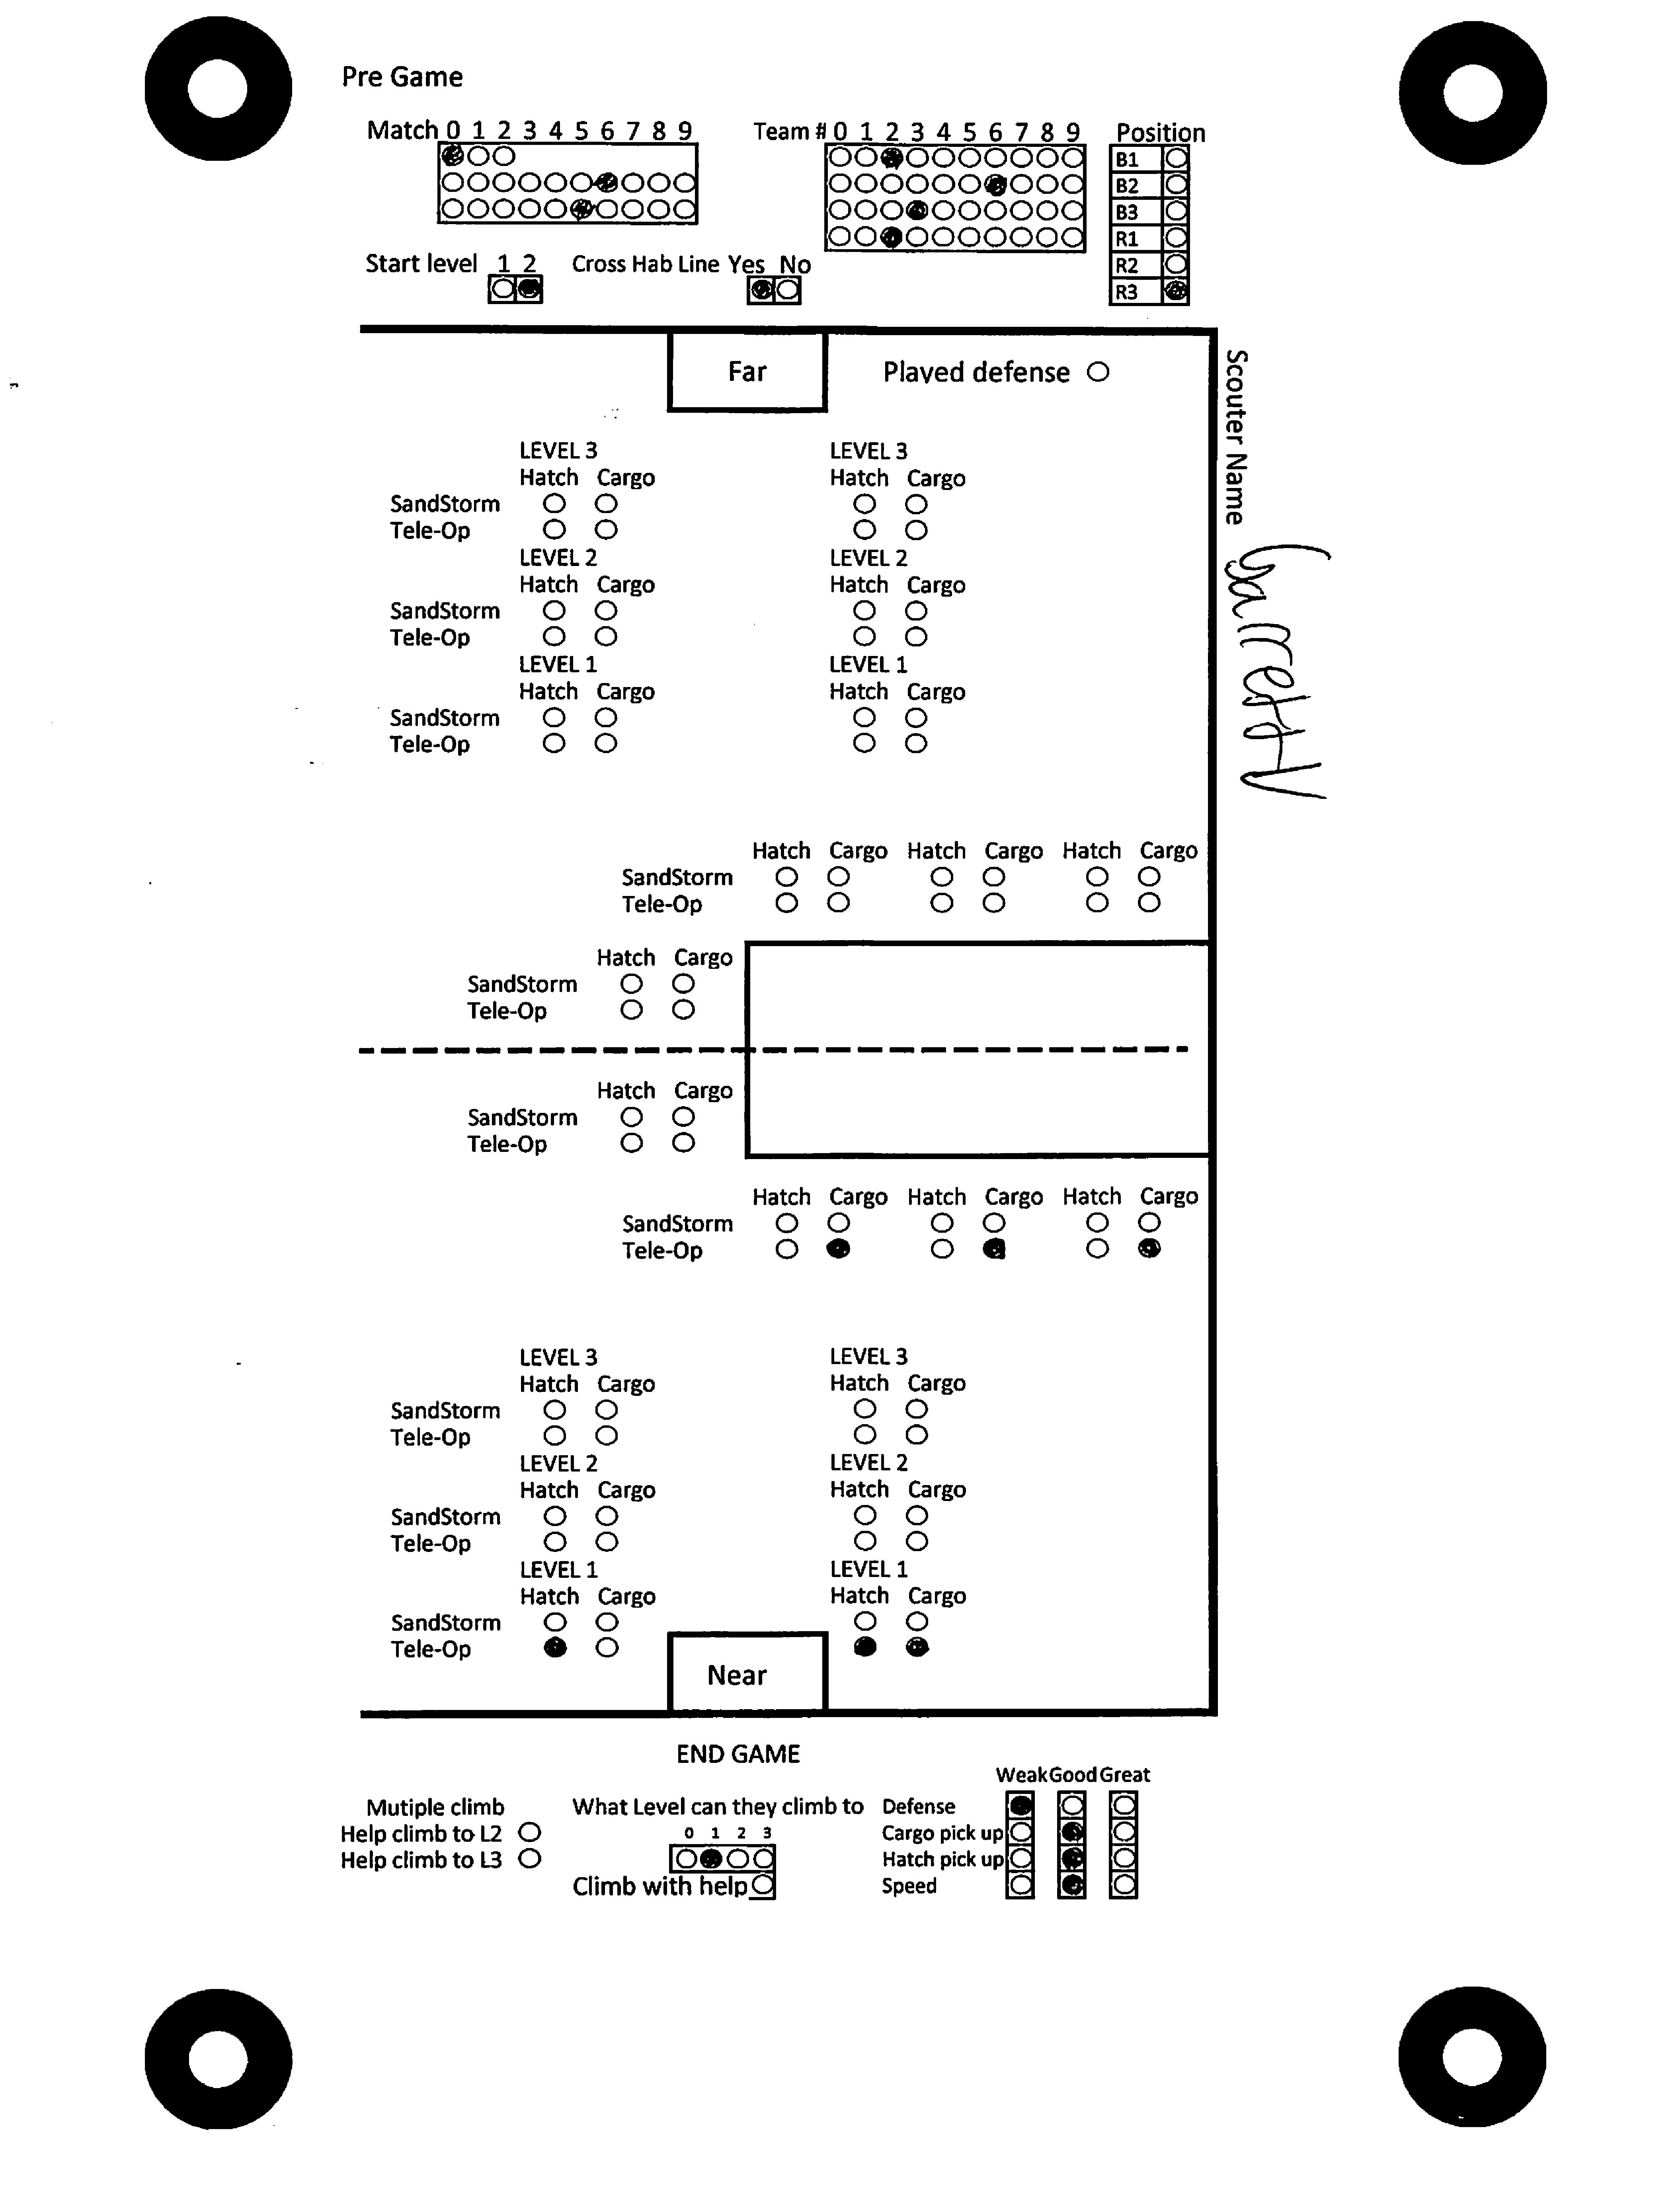 Pre Game
Match 0 1 2 3 4 5 6 7 8 9
Team # 0 1 2 3 4 5 6 7 8 9
Position
B1
B2
B3
R1
R2
R3
Start level 1 2
Cross Hab Line Yes No
Far
Played defense
Scouter Name
LEVEL 3 LEVEL 3
Hatch Cargo Hatch Cargo
SandStorm
Tele-Op
LEVEL 2 LEVEL 2
Hatch Cargo Hatch Cargo
SandStorm
Tele-Op
LEVEL 1 LEVEL 1
Hatch Cargo Hatch Cargo
SandStorm
Tele-Op
Hatch Cargo Hatch Cargo Hatch Cargo
SandStorm
Tele-Op
Hatch Cargo
SandStorm
Tele-Op
Hatch Cargo
SandStorm
Tele-Op
Hatch Cargo Hatch Cargo Hatch Cargo
SandStorm
Tele-Op
LEVEL 3 LEVEL 3
Hatch Cargo Hatch Cargo
SandStorm
Tele-Op
LEVEL 2 LEVEL 2
Hatch Cargo Hatch Cargo
SandStorm
Tele-Op
LEVEL 1 LEVEL 1
Hatch Cargo Hatch Cargo
SandStorm
Tele-Op
Near
END GAME
Mutiple climb
Help climb to L2
Help climb to L3
What Level can they climb to
0 1 2 3
Climb with help
Weak Good Great
Defense
Cargo pick up
Hatch pick up
Speed